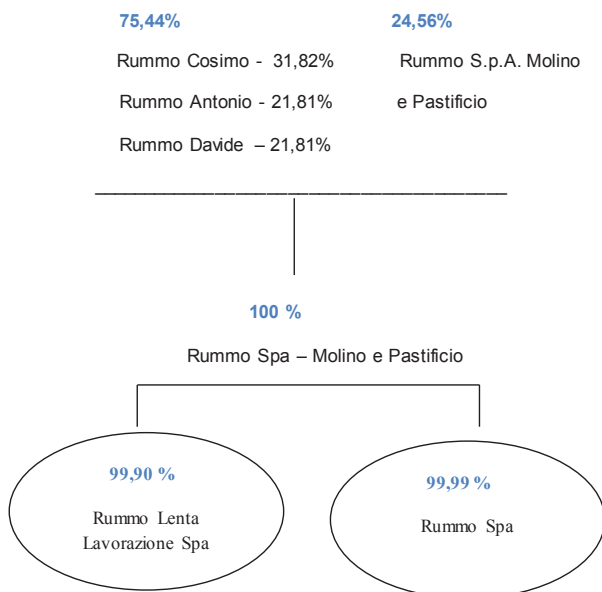 75,44%
24,56%
Rummo Cosimo - 31,82%
Rummo S.p.A. Molino
Rummo Antonio - 21,81%
e Pastificio
Rummo Davide – 21,81%
100 %
Rummo Spa – Molino e Pastificio
99,90 %
Rummo Lenta
Lavorazione Spa
99,99 %
Rummo Spa